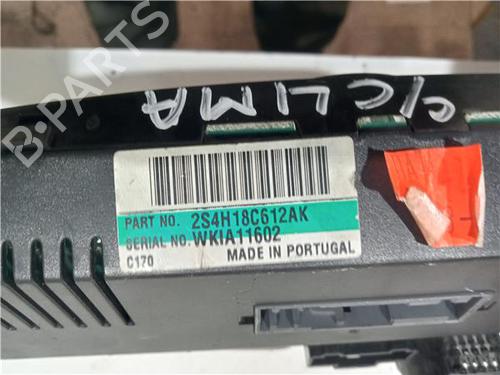 C/CLIMA
B-PARTS
PART NO. 2S4H18C612AK
SERIAL NO. WKIA11602
C170 MADE IN PORTUGAL